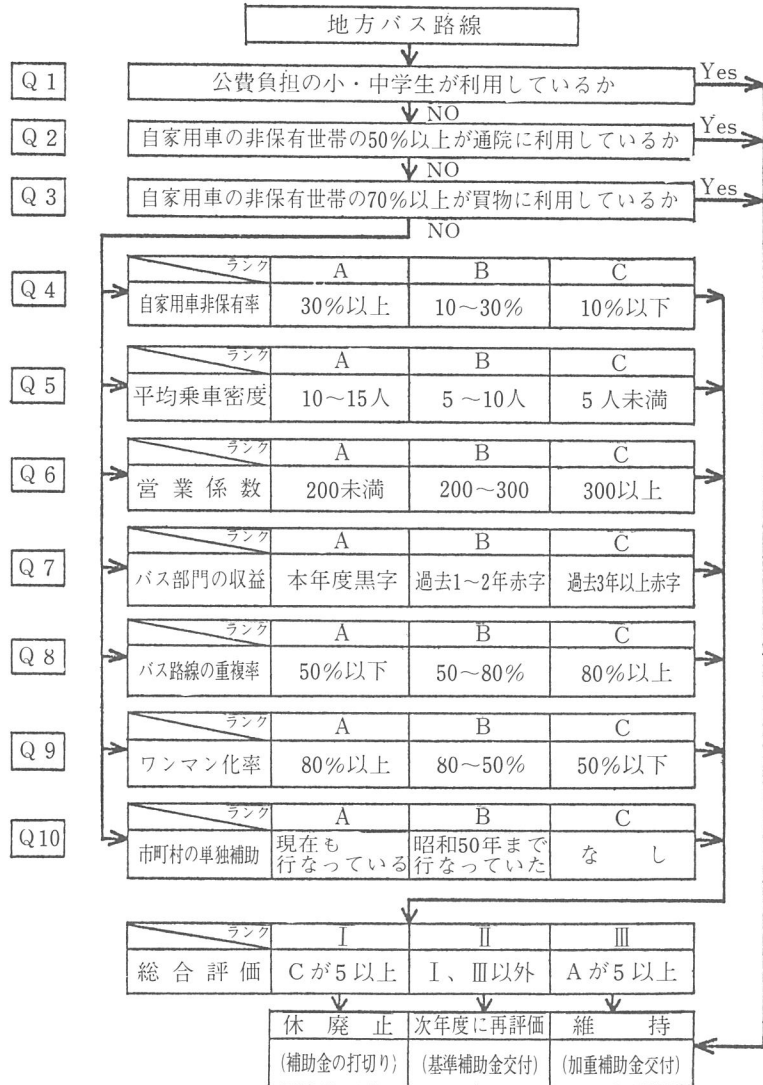 地方バス路線
Q1 公費負担の小・中学生が利用しているか Yes
NO
Q2 自家用車の非保有世帯の50%以上が通院に利用しているか Yes
NO
Q3 自家用車の非保有世帯の70%以上が買物に利用しているか Yes
NO
Q4 ランク A B C
自家用車非保有率 30%以上 10〜30% 10%以下
Q5 ランク A B C
平均乗車密度 10〜15人 5〜10人 5人未満
Q6 ランク A B C
営業係数 200未満 200〜300 300以上
Q7 ランク A B C
バス部門の収益 本年度黒字 過去1〜2年赤字 過去3年以上赤字
Q8 ランク A B C
バス路線の重複率 50%以下 50〜80% 80%以上
Q9 ランク A B C
ワンマン化率 80%以上 80〜50% 50%以下
Q10 ランク A B C
市町村の単独補助 現在も行なっている 昭和50年まで行なっていた なし
ランク Ⅰ Ⅱ Ⅲ
総合評価 Cが5以上 Ⅰ、Ⅲ以外 Aが5以上
休廃止 次年度に再評価 維持
(補助金の打切り) (基準補助金交付) (加重補助金交付)